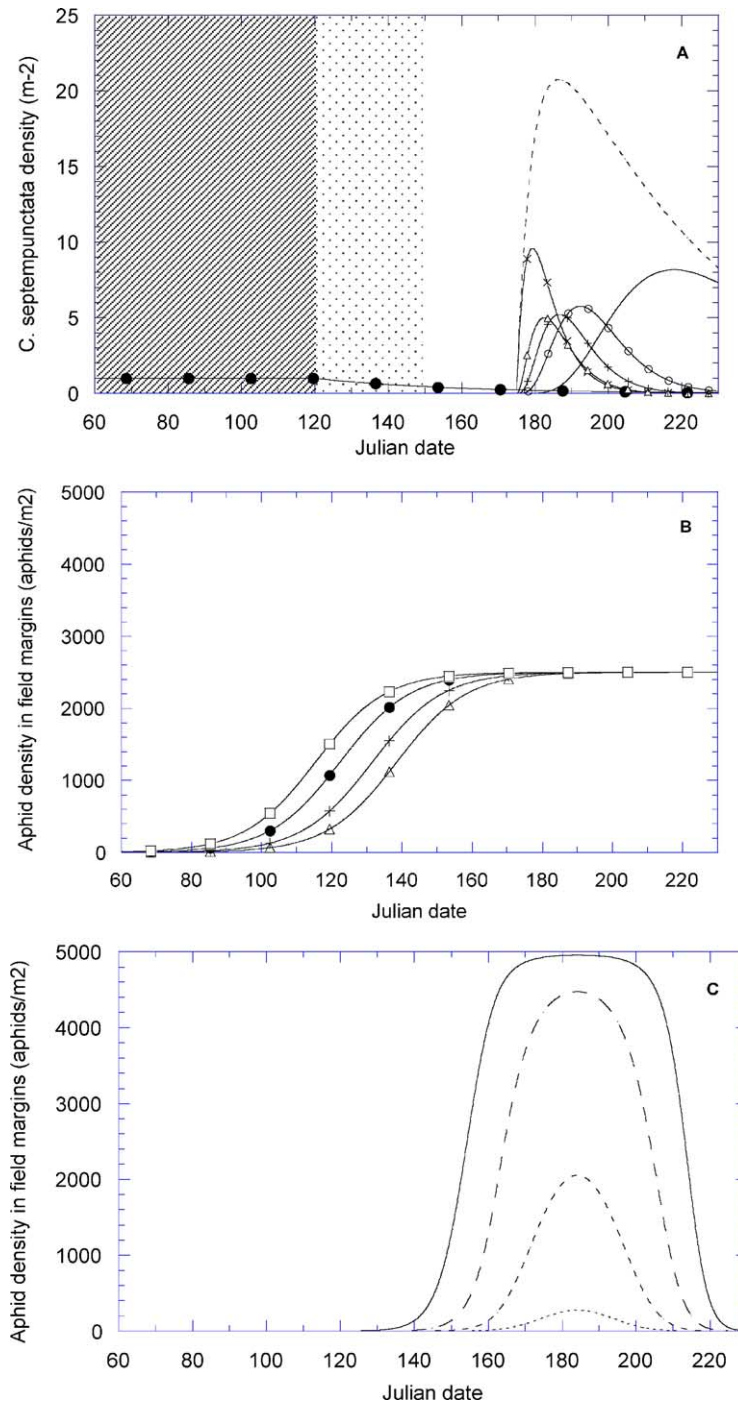 25
A
20
15
10
5
0
C. septempunctata density (m-2)
60 80 100 120 140 160 180 200 220
Julian date
5000
B
4000
3000
2000
1000
0
Aphid density in field margins (aphids/m2)
60 80 100 120 140 160 180 200 220
Julian date
5000
C
4000
3000
2000
1000
0
Aphid density in field margins (aphids/m2)
60 80 100 120 140 160 180 200 220
Julian date